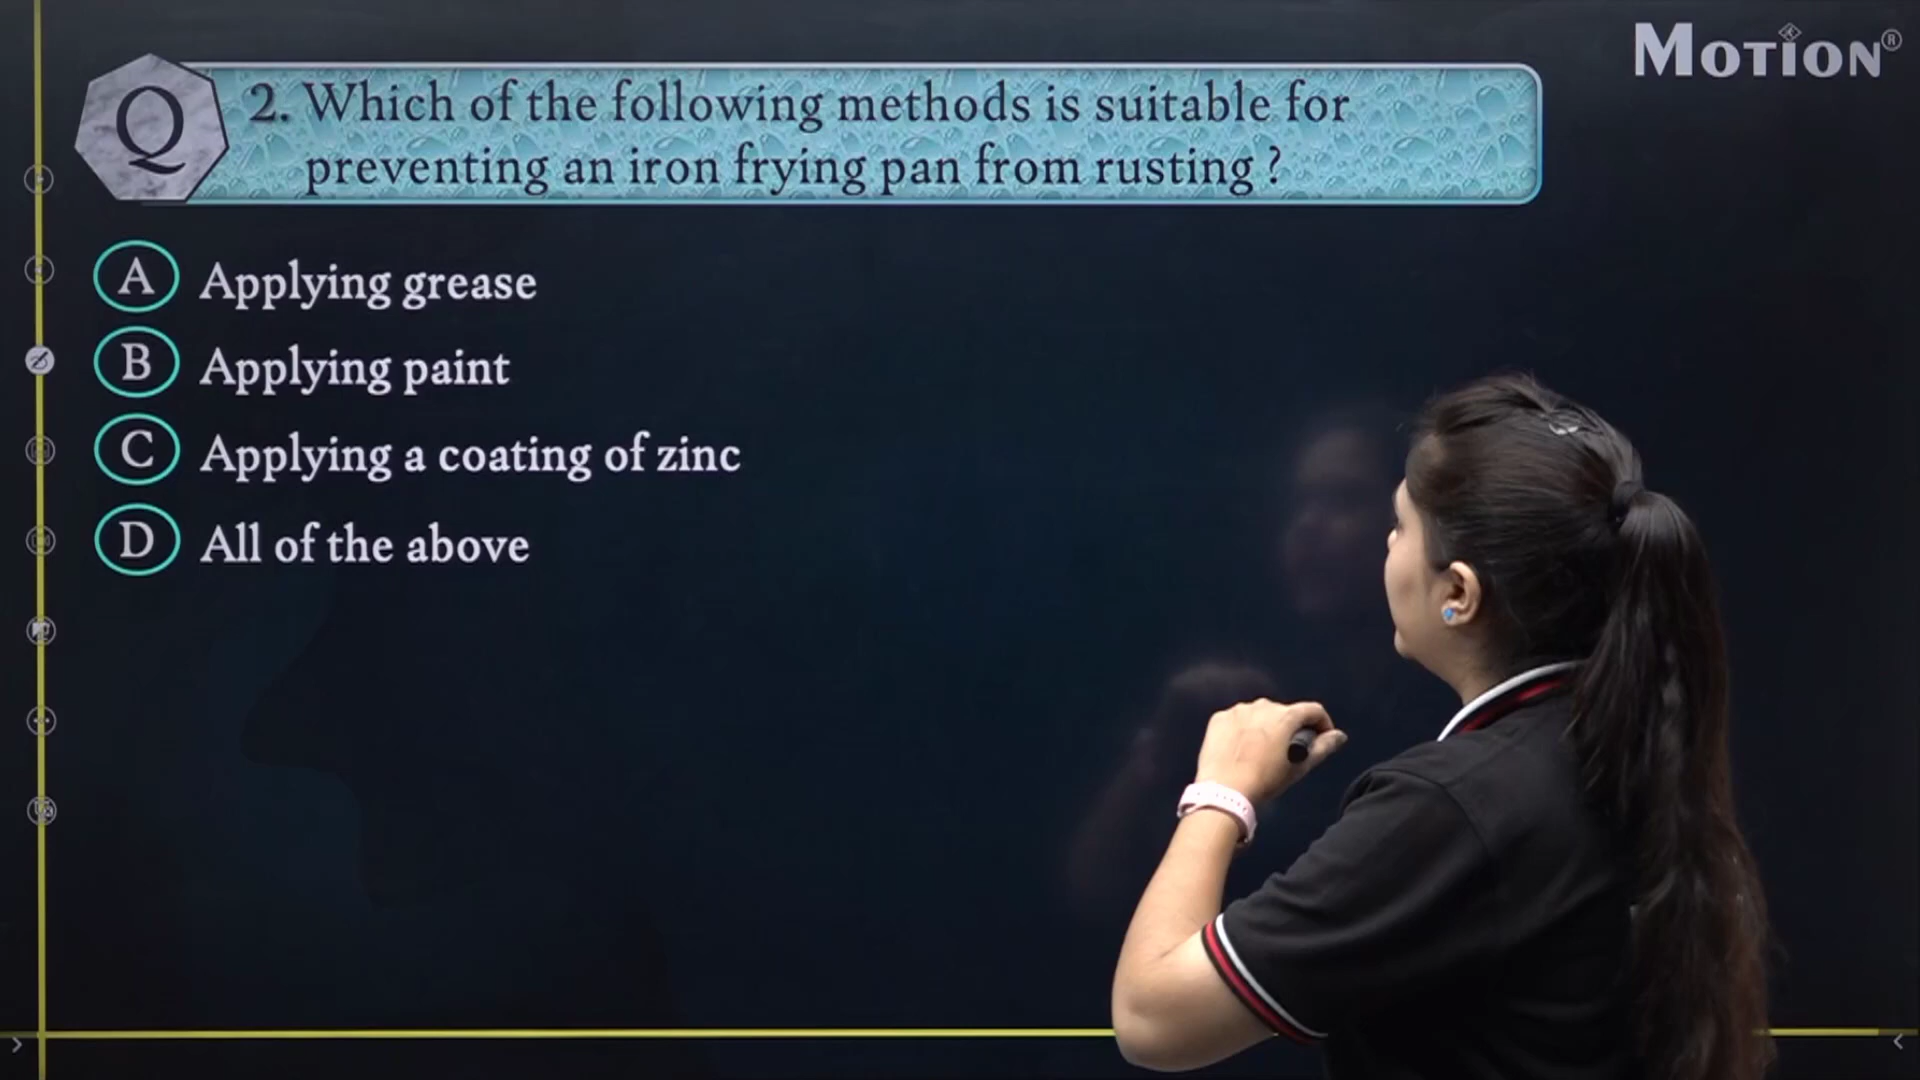 MOTION®
Q
2. Which of the following methods is suitable for
preventing an iron frying pan from rusting ?
A Applying grease
B Applying paint
C Applying a coating of zinc
D All of the above